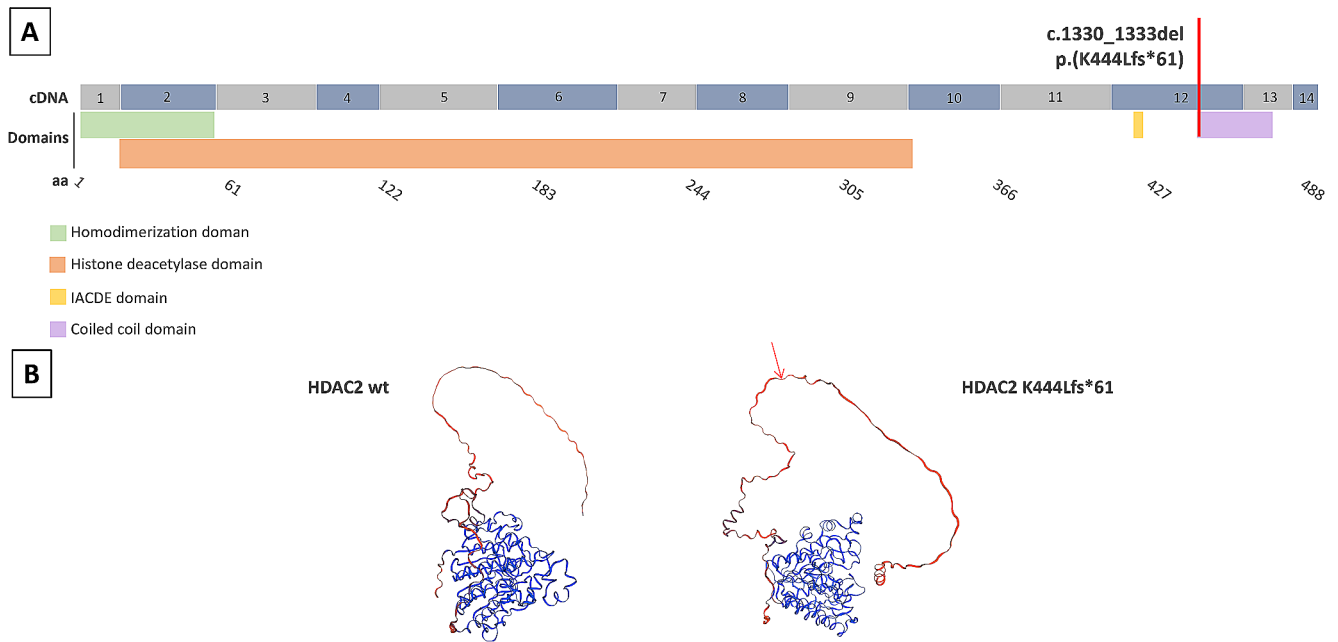 A
c.1330_1333del
p.(K444Lfs*61)
cDNA 1 2 3 4 5 6 7 8 9 10 11 12 13 14
Domains
aa 1 61 122 183 244 305 366 427 488
Homodimerization doman
Histone deacetylase domain
IACDE domain
Coiled coil domain
B
HDAC2 wt HDAC2 K444Lfs*61